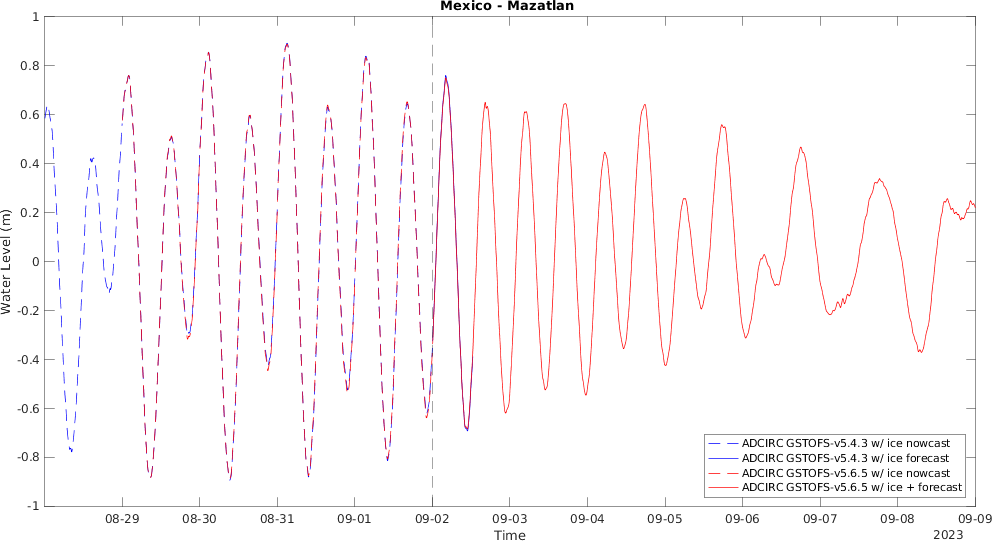 Mexico - Mazatlan
Water Level (m)
1
0.8
0.6
0.4
0.2
0
-0.2
-0.4
-0.6
-0.8
-1
ADCIRC GSTOFS-v5.4.3 w/ ice nowcast
ADCIRC GSTOFS-v5.4.3 w/ ice forecast
ADCIRC GSTOFS-v5.6.5 w/ ice nowcast
ADCIRC GSTOFS-v5.6.5 w/ ice + forecast
08-29 08-30 08-31 09-01 09-02 09-03 09-04 09-05 09-06 09-07 09-08 09-09
Time
2023